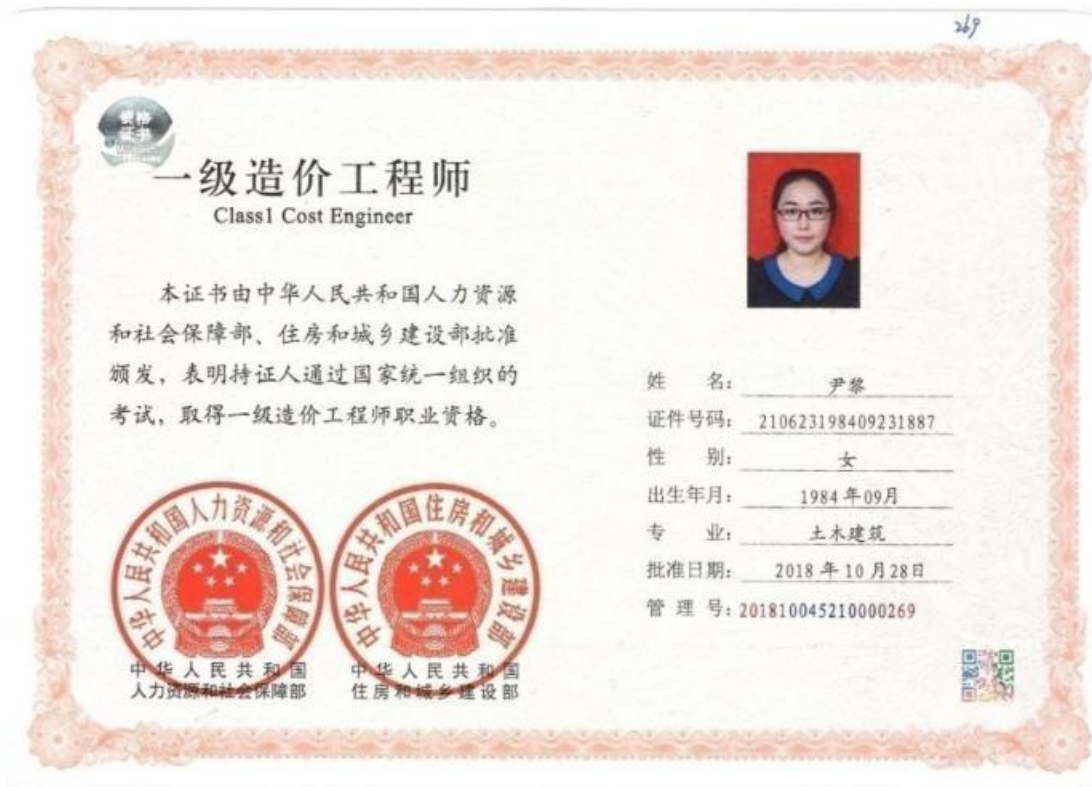 269
资格
证书
一级造价工程师
Class1 Cost Engineer
本证书由中华人民共和国人力资源
和社会保障部、住房和城乡建设部批准
颁发，表明持证人通过国家统一组织的
考试，取得一级造价工程师职业资格。
中华人民共和国人力资源和社会保障部
中华人民共和国
人力资源和社会保障部
中华人民共和国住房和城乡建设部
中华人民共和国
住房和城乡建设部
姓 名：尹黎
证件号码：210623198409231887
性 别：女
出生年月：1984年09月
专 业：土木建筑
批准日期：2018年10月28日
管 理 号：201810045210000269